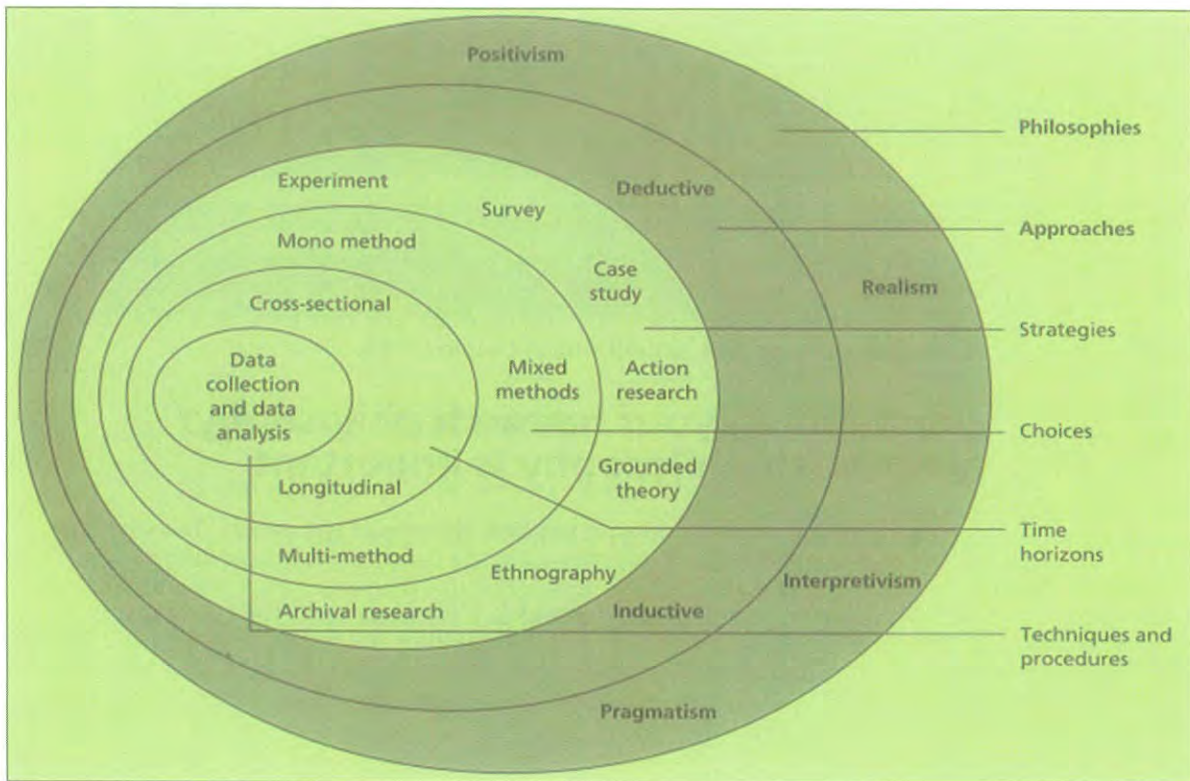 Positivism
Philosophies
Experiment
Deductive
Survey
Approaches
Mono method
Case
study
Realism
Cross-sectional
Strategies
Data
collection
and data
analysis
Mixed
methods
Action
research
Choices
Longitudinal
Grounded
theory
Time
horizons
Multi-method
Ethnography
Interpretivism
Archival research
Inductive
Techniques and
procedures
Pragmatism